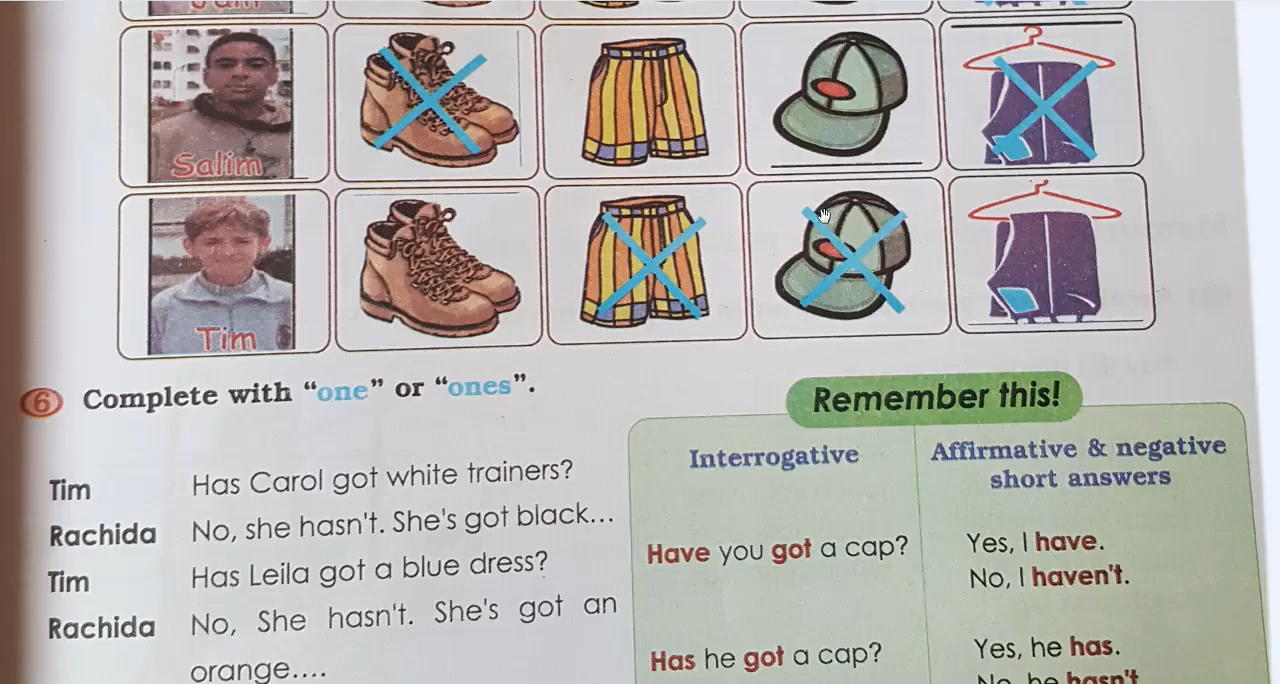 Salim
Tim
6 Complete with “one” or “ones”.
Tim Has Carol got white trainers?
Rachida No, she hasn't. She's got black...
Tim Has Leila got a blue dress?
Rachida No, She hasn't. She's got an
orange....
Remember this!
Interrogative
Affirmative & negative
short answers
Have you got a cap?
Yes, I have.
No, I haven't.
Has he got a cap?
Yes, he has.
No, he hasn't